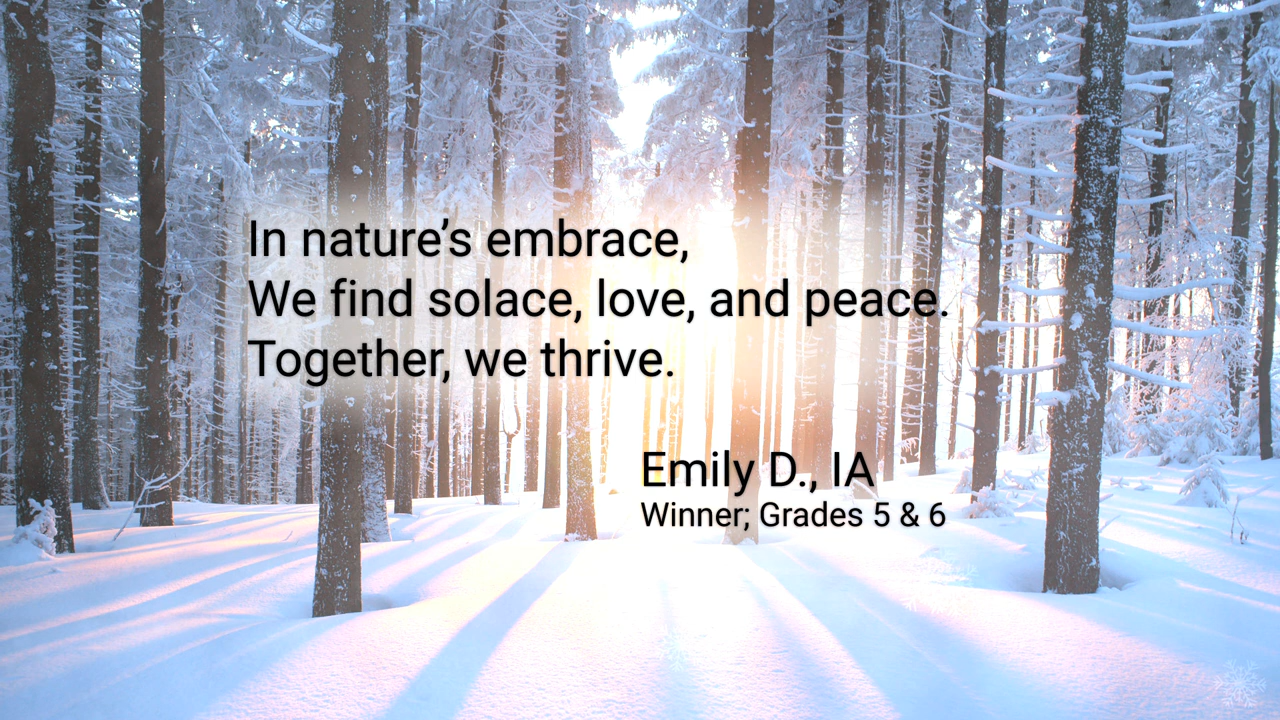 In nature’s embrace,
We find solace, love, and peace.
Together, we thrive.
Emily D., IA
Winner; Grades 5 & 6